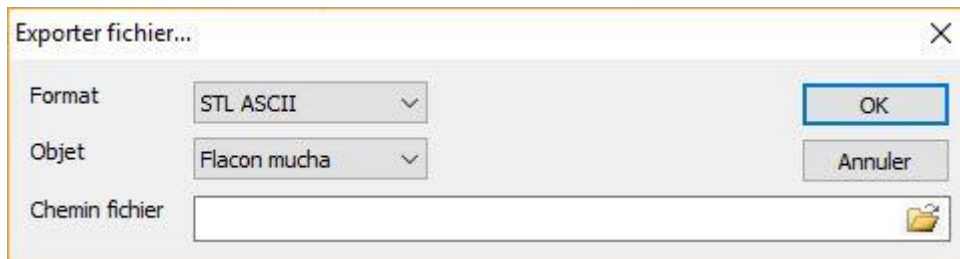 Exporter fichier...
Format STL ASCII OK
Objet Flacon mucha Annuler
Chemin fichier